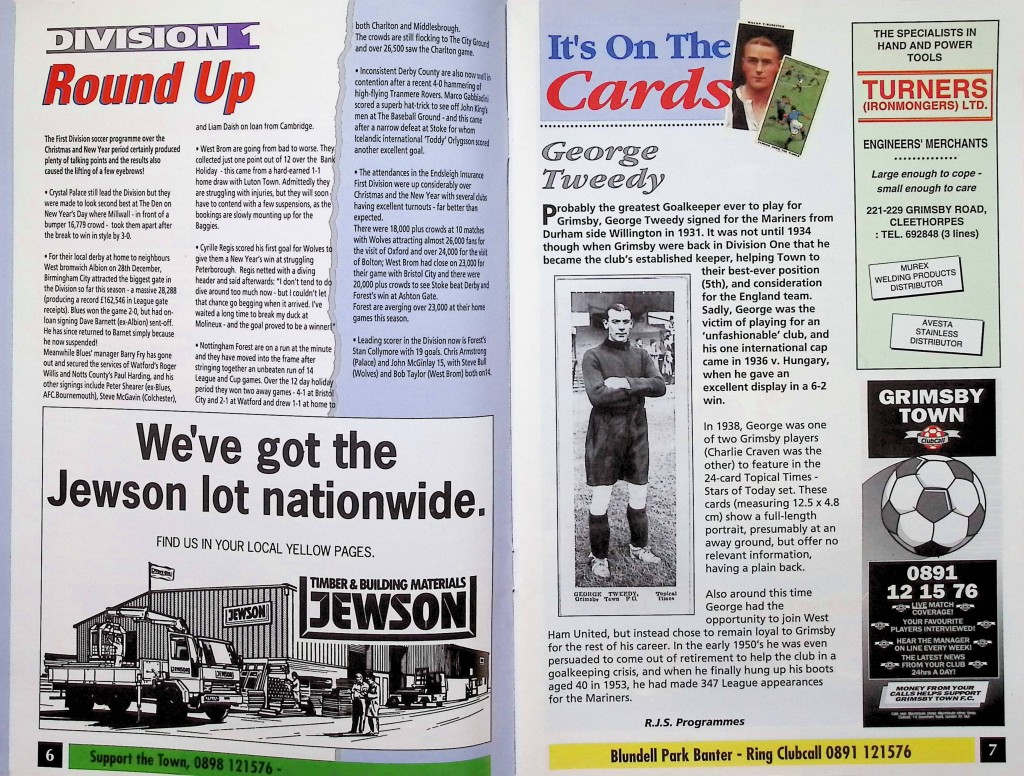 DIVISION 1
Round Up
The First Division soccer programme over the
Christmas and New Year period certainly produced
plenty of talking points and the results also
caused the lifting of a few eyebrows!
• Crystal Palace still lead the Division but they
were made to look second best at The Den on
New Year's Day where Millwall - in front of a
bumper 16,779 crowd - took them apart after
the break to win in style by 3-0.
• For their local derby at home to neighbours
West bromwich Albion on 28th December,
Birmingham City attracted the biggest gate in
the Division so far this season - a massive 28,288
(producing a record £162,546 in League gate
receipts). Blues won the game 2-0, but had on-
loan signing Dave Barnett (ex-Albion) sent-off.
He has since returned to Barnet simply because
he now suspended!
Meanwhile Blues' manager Barry Fry has gone
out and secured the services of Watford's Roger
Willis and Notts County's Paul Harding, and his
other signings include Peter Shearer (ex-Blues,
AFC.Bournemouth), Steve McGavin (Colchester),
and Liam Daish on loan from Cambridge.
• West Brom are going from bad to worse. They
collected just one point out of 12 over the Bank
Holiday - this came from a hard-earned 1-1
home draw with Luton Town. Admittedly they
are struggling with injuries, but they will soon
have to contend with a few suspensions, as the
bookings are slowly mounting up for the
Baggies.
• Cyrille Regis scored his first goal for Wolves to
give them a New Year's win at struggling
Peterborough. Regis netted with a diving
header and said afterwards: "I don't tend to do
dive around too much now - but I couldn't let
that chance go begging when it arrived. I've
waited a long time to break my duck at
Molineux - and the goal proved to be a winner!"
• Nottingham Forest are on a run at the minute
and they have moved into the frame after
stringing together an unbeaten run of 14
League and Cup games. Over the 12 day holiday
period they won two away games - 4-1 at Bristol
City and 2-1 at Watford and drew 1-1 at home to
both Charlton and Middlesbrough.
The crowds are still flocking to The City Ground
and over 26,500 saw the Charlton game.
• Inconsistent Derby County are also now well in
contention after a recent 4-0 hammering of
high-flying Tranmere Rovers. Marco Gabbiadini
scored a superb hat-trick to see off John King's
men at The Baseball Ground - and this came
after a narrow defeat at Stoke for whom
Icelandic international 'Toddy' Orlygsson scored
another excellent goal.
• The attendances in the Endsleigh Insurance
First Division were up considerably over
Christmas and the New Year with several clubs
having excellent turnouts - far better than
expected.
There were 18,000 plus crowds at 10 matches
with Wolves attracting almost 26,000 fans for
the visit of Oxford and over 24,000 for the visit
of Bolton; West Brom had close on 23,000 for
their game with Bristol City and there were
20,000 plus crowds to see Stoke beat Derby and
Forest's win at Ashton Gate.
Forest are averging over 23,000 at their home
games this season.
• Leading scorer in the Division now is Forest's
Stan Collymore with 19 goals. Chris Armstrong
(Palace) and John McGinlay 15, with Steve Bull
(Wolves) and Bob Taylor (West Brom) both on 14.
We've got the
Jewson lot nationwide.
FIND US IN YOUR LOCAL YELLOW PAGES.
TIMBER & BUILDING MATERIALS
JEWSON
JEWSON
6
Support the Town, 0898 121576 -
It's On The
Cards
George
Tweedy
Probably the greatest Goalkeeper ever to play for
Grimsby, George Tweedy signed for the Mariners from
Durham side Willington in 1931. It was not until 1934
though when Grimsby were back in Division One that he
became the club's established keeper, helping Town to
their best-ever position
(5th), and consideration
for the England team.
Sadly, George was the
victim of playing for an
'unfashionable' club, and
his one international cap
came in 1936 v. Hungary,
when he gave an
excellent display in a 6-2
win.
In 1938, George was one
of two Grimsby players
(Charlie Craven was the
other) to feature in the
24-card Topical Times -
Stars of Today set. These
cards (measuring 12.5 x 4.8
cm) show a full-length
portrait, presumably at an
away ground, but offer no
relevant information,
having a plain back.
GEORGE TWEEDY, Topical
Grimsby Town F.C. Times
Also around this time
George had the
opportunity to join West
Ham United, but instead chose to remain loyal to Grimsby
for the rest of his career. In the early 1950's he was even
persuaded to come out of retirement to help the club in a
goalkeeping crisis, and when he finally hung up his boots
aged 40 in 1953, he had made 347 League appearances
for the Mariners.
R.J.S. Programmes
THE SPECIALISTS IN
HAND AND POWER
TOOLS
TURNERS
(IRONMONGERS) LTD.
ENGINEERS' MERCHANTS
Large enough to cope -
small enough to care
221-229 GRIMSBY ROAD,
CLEETHORPES
: TEL. 692848 (3 lines)
MUREX
WELDING PRODUCTS
DISTRIBUTOR
AVESTA
STAINLESS
DISTRIBUTOR
GRIMSBY
TOWN
ClubCall
0891
12 15 76
LIVE MATCH
COVERAGE!
YOUR FAVOURITE
PLAYERS INTERVIEWED!
HEAR THE MANAGER
ON LINE EVERY WEEK!
THE LATEST NEWS
FROM YOUR CLUB
24hrs A DAY!
MONEY FROM YOUR
CALLS HELPS SUPPORT
GRIMSBY TOWN F.C.
Blundell Park Banter - Ring Clubcall 0891 121576
7